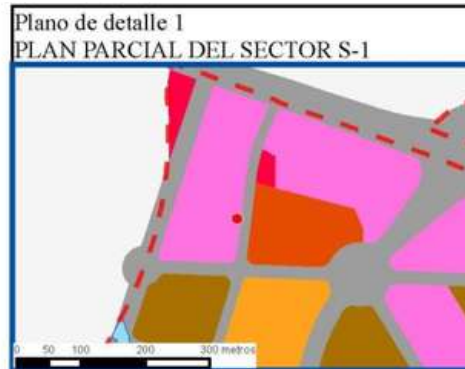 Plano de detalle 1
PLAN PARCIAL DEL SECTOR S-1
0 50 100 200 300 metros